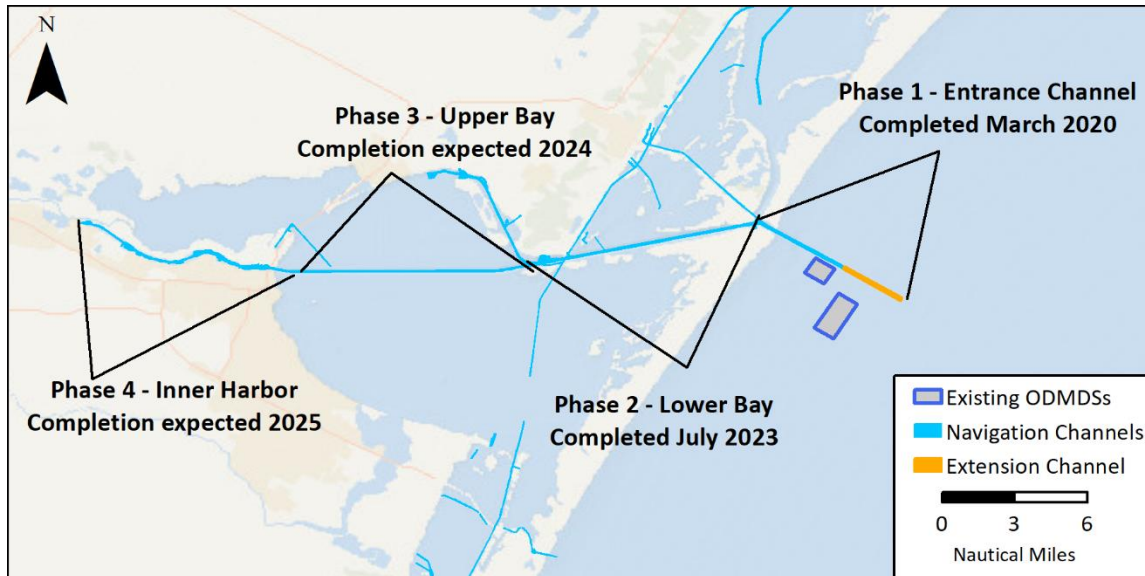 N
Phase 1 - Entrance Channel
Completed March 2020
Phase 3 - Upper Bay
Completion expected 2024
Phase 4 - Inner Harbor
Completion expected 2025
Phase 2 - Lower Bay
Completed July 2023
Existing ODMDSs
Navigation Channels
Extension Channel
0 3 6
Nautical Miles